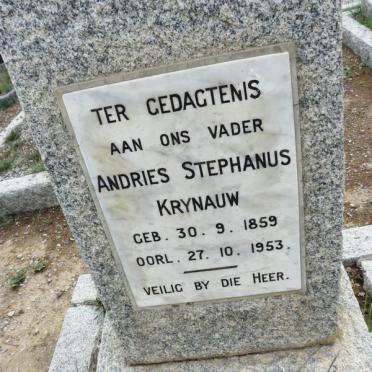 TER GEDAGTENIS
AAN ONS VADER
ANDRIES STEPHANUS
KRYNAUW
GEB. 30. 9. 1859
OORL. 27. 10. 1953.
VEILIG BY DIE HEER.